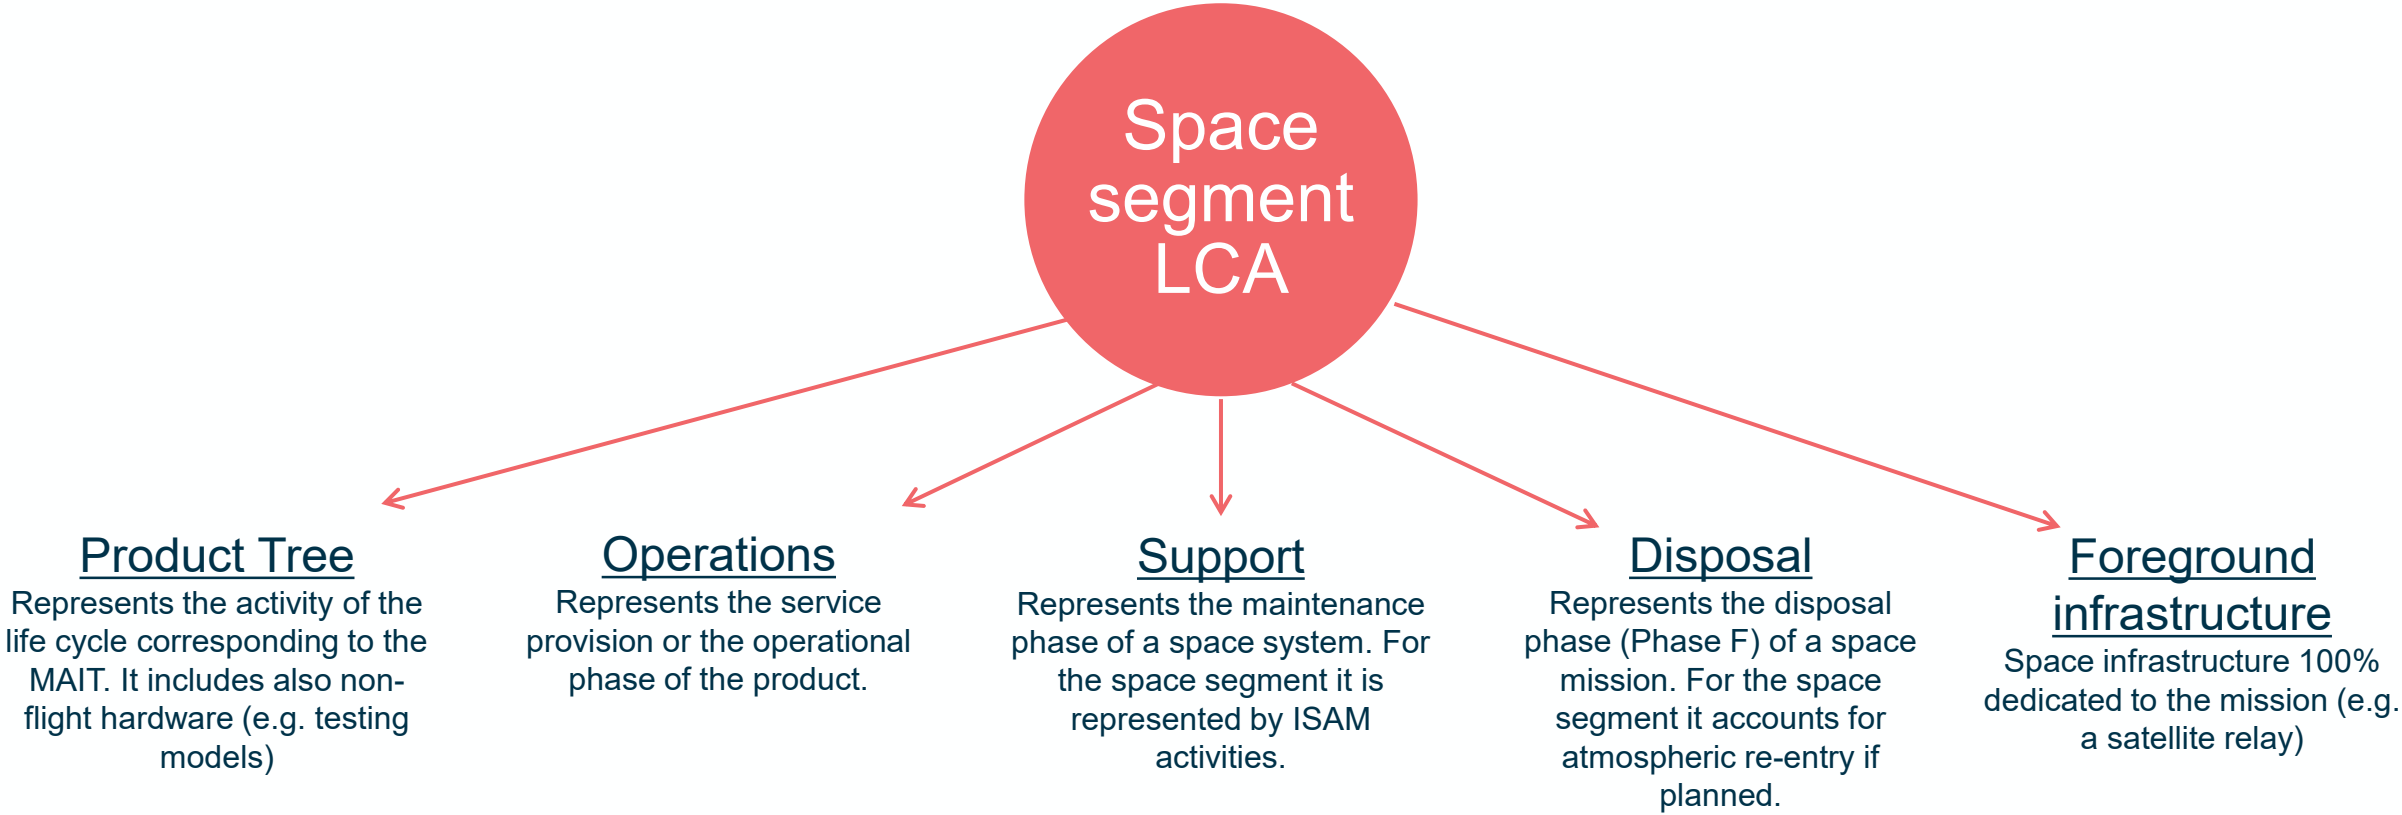 Space
segment
LCA
Product Tree
Represents the activity of the
life cycle corresponding to the
MAIT. It includes also non-
flight hardware (e.g. testing
models)
Operations
Represents the service
provision or the operational
phase of the product.
Support
Represents the maintenance
phase of a space system. For
the space segment it is
represented by ISAM
activities.
Disposal
Represents the disposal
phase (Phase F) of a space
mission. For the space
segment it accounts for
atmospheric re-entry if
planned.
Foreground
infrastructure
Space infrastructure 100%
dedicated to the mission (e.g.
a satellite relay)